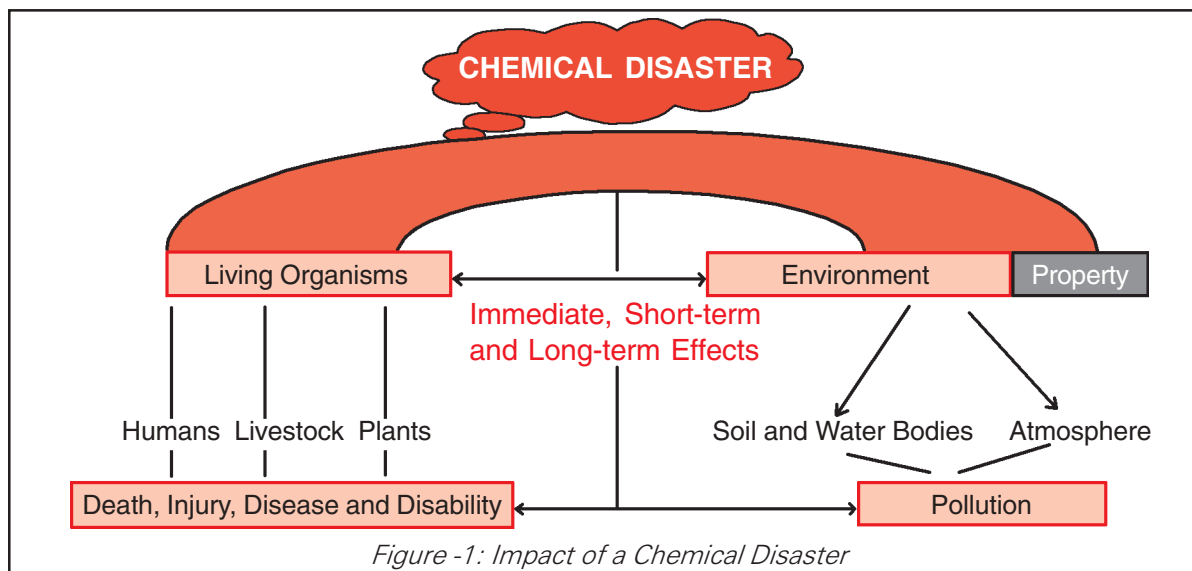 CHEMICAL DISASTER
Living Organisms
Environment
Property
Immediate, Short-term
and Long-term Effects
Humans Livestock Plants
Soil and Water Bodies
Atmosphere
Death, Injury, Disease and Disability
Pollution
Figure -1: Impact of a Chemical Disaster